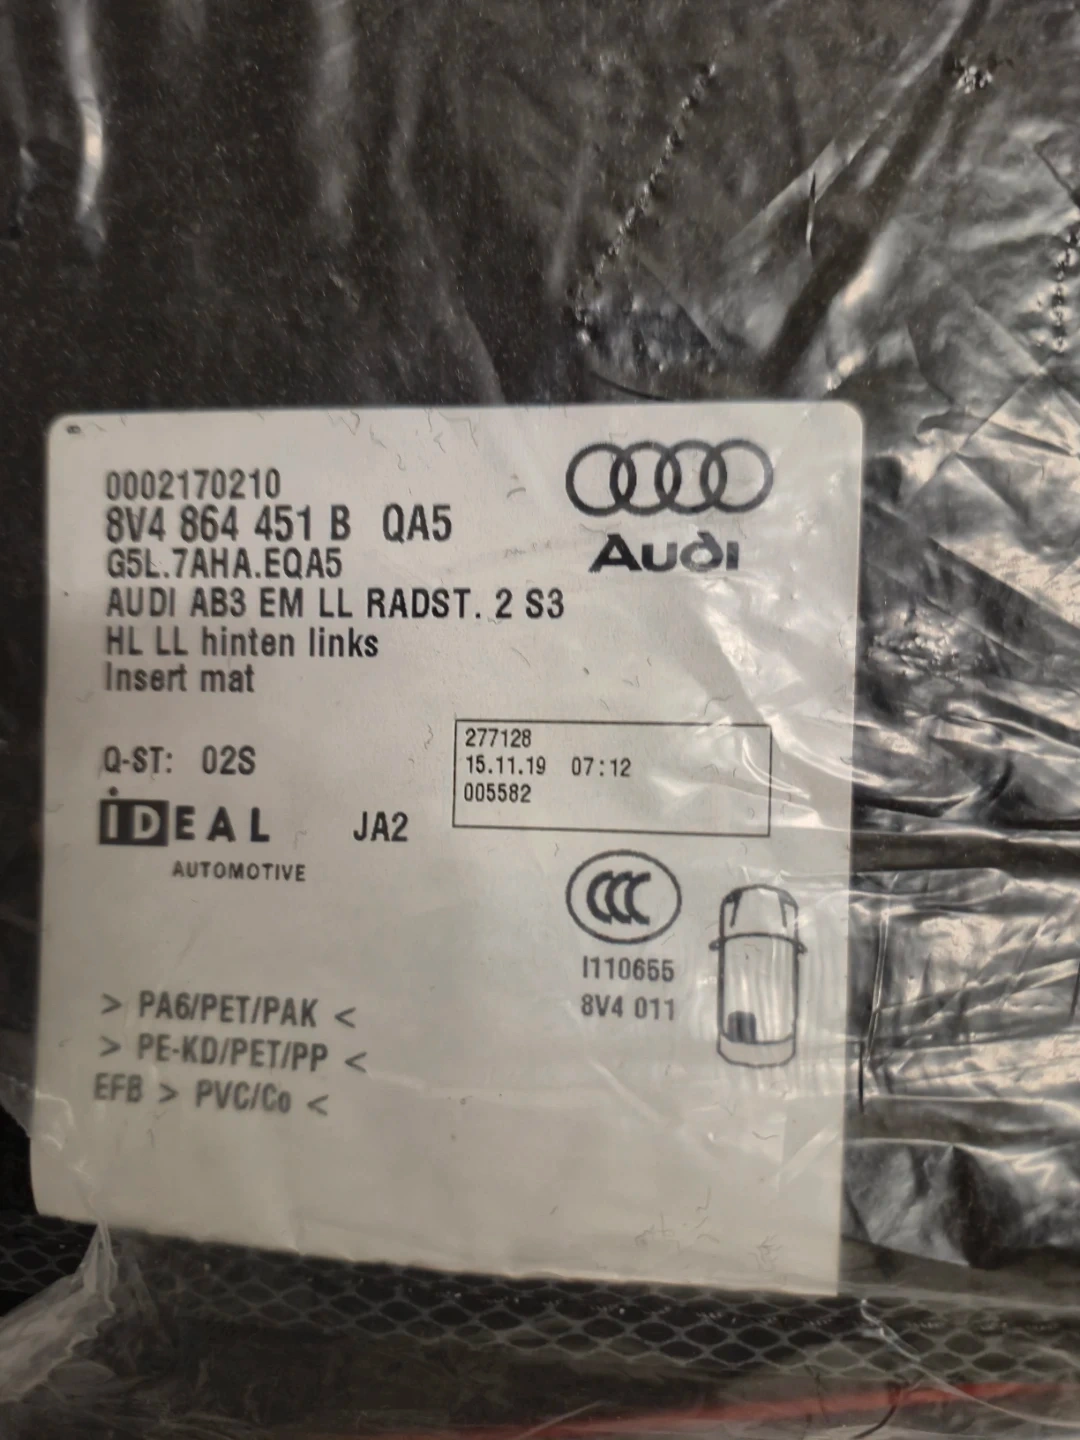 0002170210
8V4 864 451 B QA5
G5L.7AHA.EQA5
AUDI AB3 EM LL RADST. 2 S3
HL LL hinten links
Insert mat
Audi
Q-ST: 02S
277128
15.11.19 07:12
005582
IDEAL
AUTOMOTIVE
JA2
CCC
I110655
8V4 011
> PA6/PET/PAK <
> PE-KD/PET/PP <
EFB > PVC/Co <